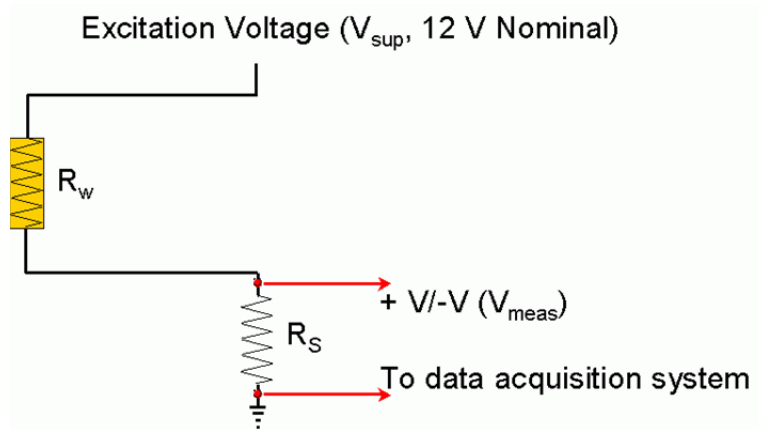 Excitation Voltage (Vsup, 12 V Nominal)
Rw
+ V/-V (Vmeas)
RS
To data acquisition system